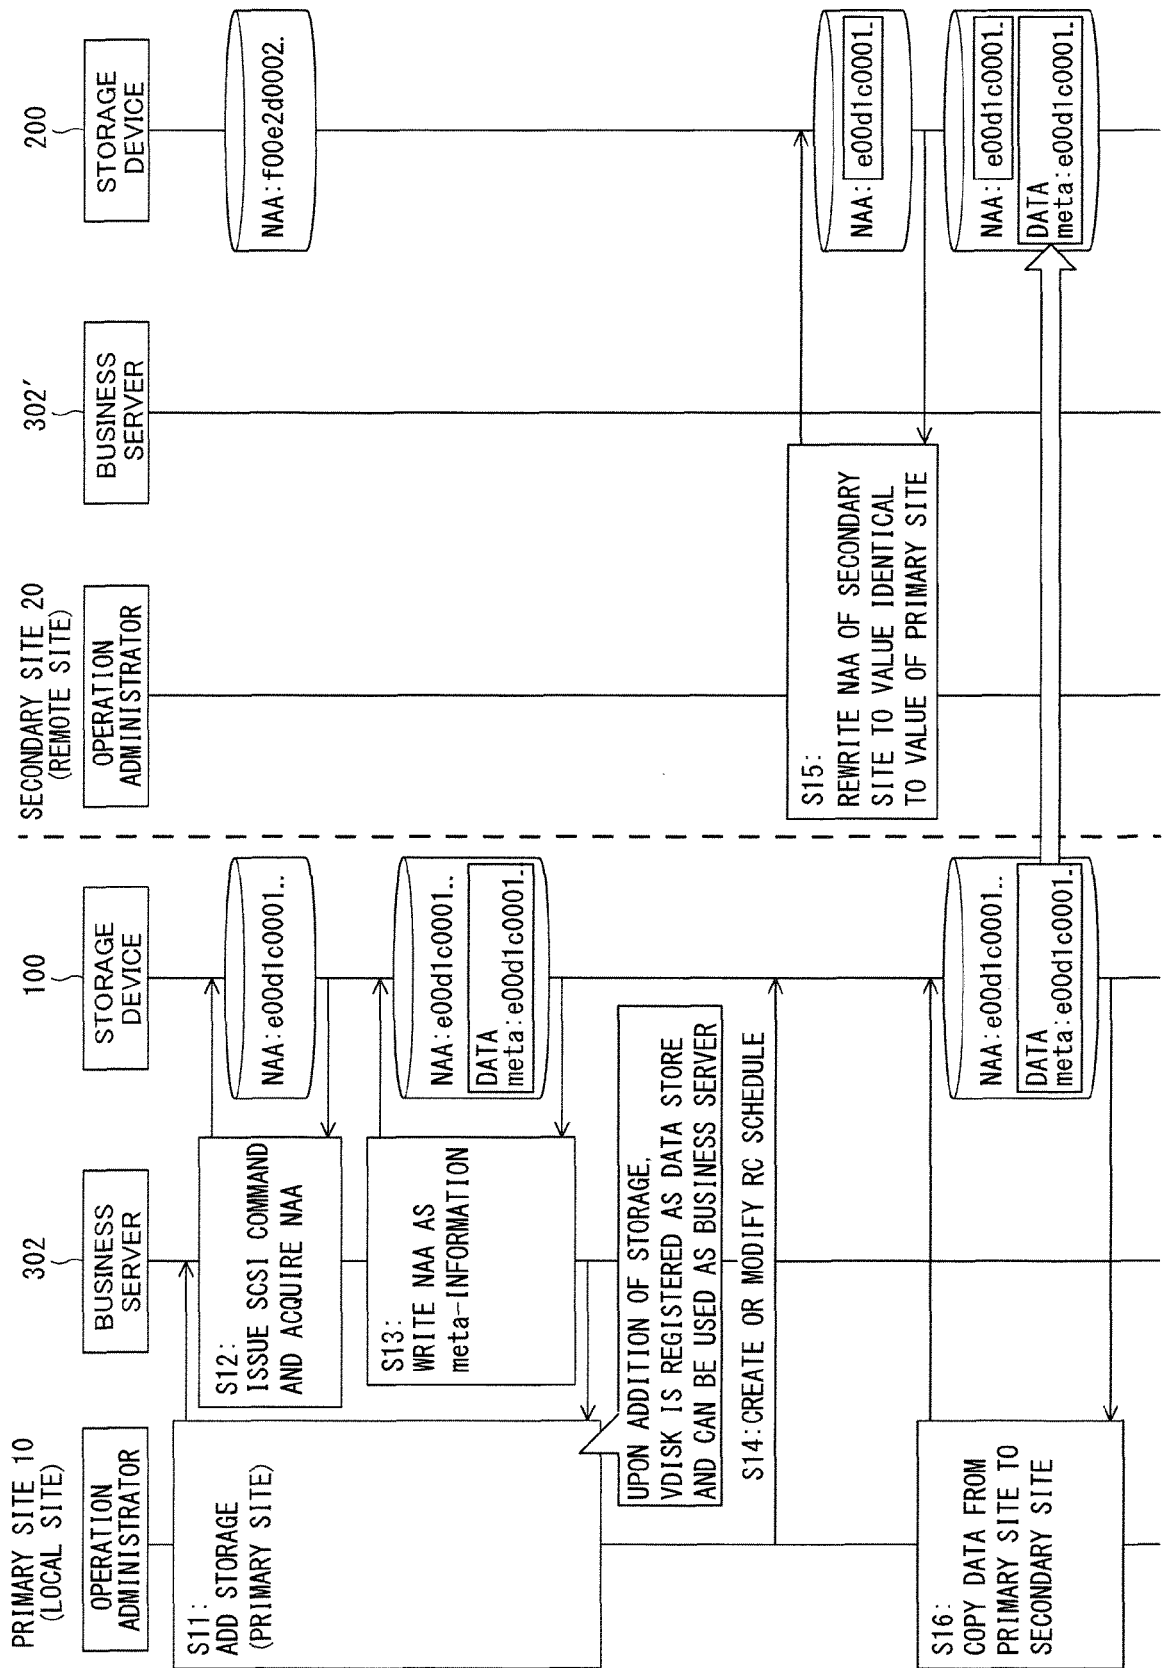 PRIMARY SITE 10
(LOCAL SITE)
SECONDARY SITE 20
(REMOTE SITE)
302
100
302'
200
OPERATION
ADMINISTRATOR
BUSINESS
SERVER
STORAGE
DEVICE
OPERATION
ADMINISTRATOR
BUSINESS
SERVER
STORAGE
DEVICE
S11:
ADD STORAGE
(PRIMARY SITE)
S12:
ISSUE SCSI COMMAND
AND ACQUIRE NAA
NAA:e00d1c0001..
NAA:f00e2d0002.
S13:
WRITE NAA AS
meta-INFORMATION
NAA:e00d1c0001..
DATA
meta:e00d1c0001.
UPON ADDITION OF STORAGE,
VDISK IS REGISTERED AS DATA STORE
AND CAN BE USED AS BUSINESS SERVER
S14:CREATE OR MODIFY RC SCHEDULE
S15:
REWRITE NAA OF SECONDARY
SITE TO VALUE IDENTICAL
TO VALUE OF PRIMARY SITE
NAA:e00d1c0001.
S16:
COPY DATA FROM
PRIMARY SITE TO
SECONDARY SITE
NAA:e00d1c0001..
DATA
meta:e00d1c0001.
NAA:e00d1c0001.
DATA
meta:e00d1c0001.